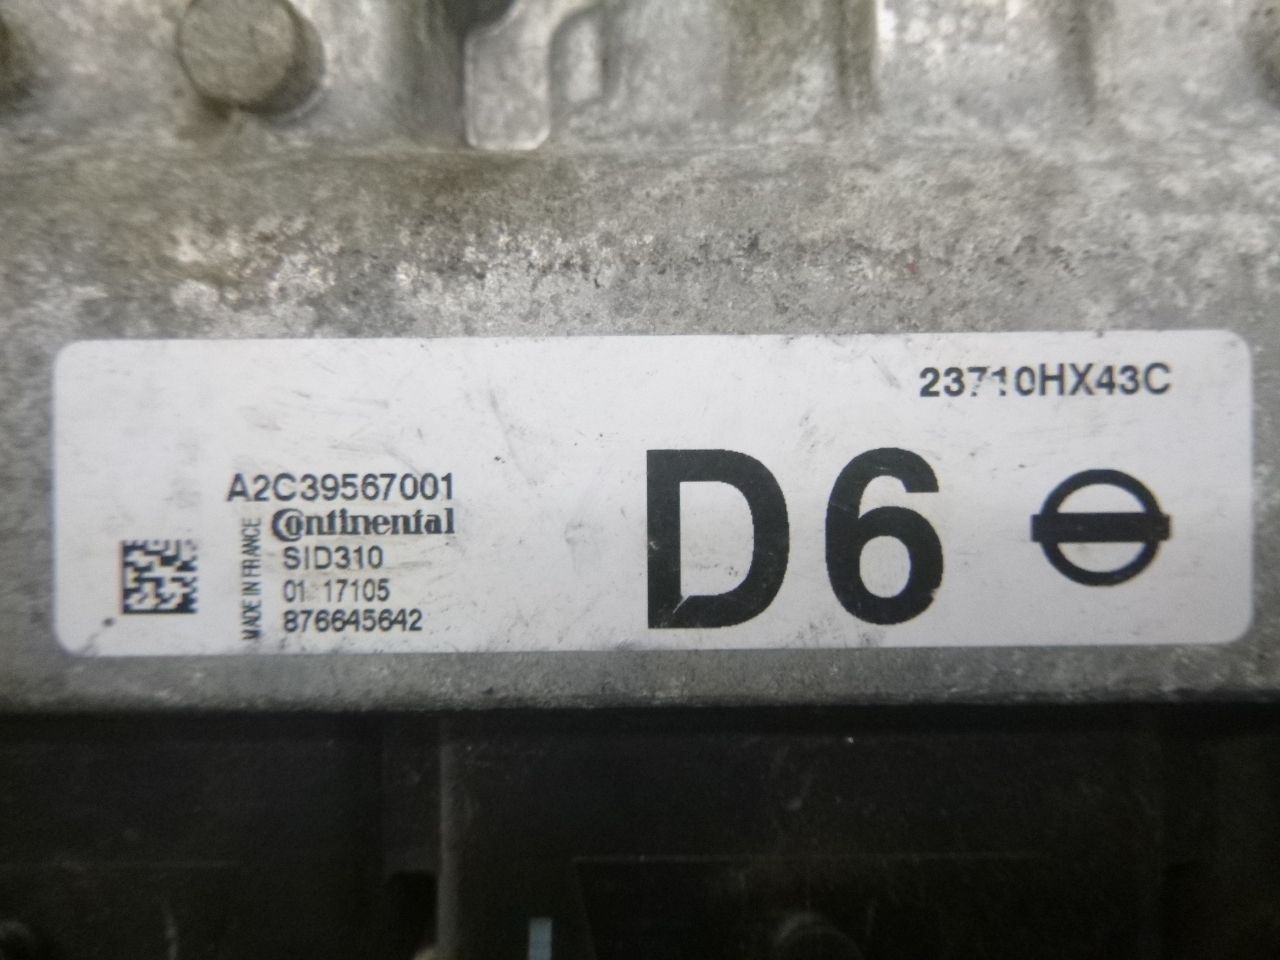 23710HX43C
A2C39567001
Continental
SID310
01 17105
876645642
MADE IN FRANCE
D6